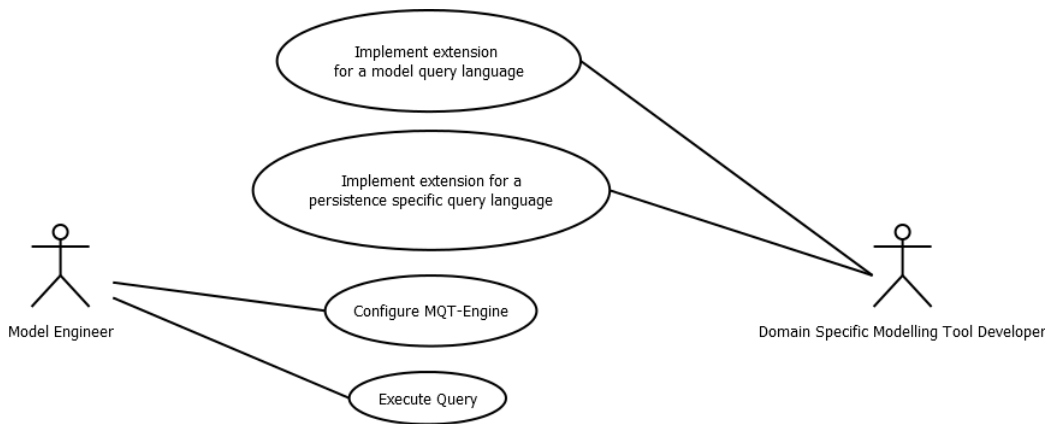 Implement extension
for a model query language
Implement extension for a
persistence specific query language
Configure MQT-Engine
Model Engineer
Domain Specific Modelling Tool Developer
Execute Query